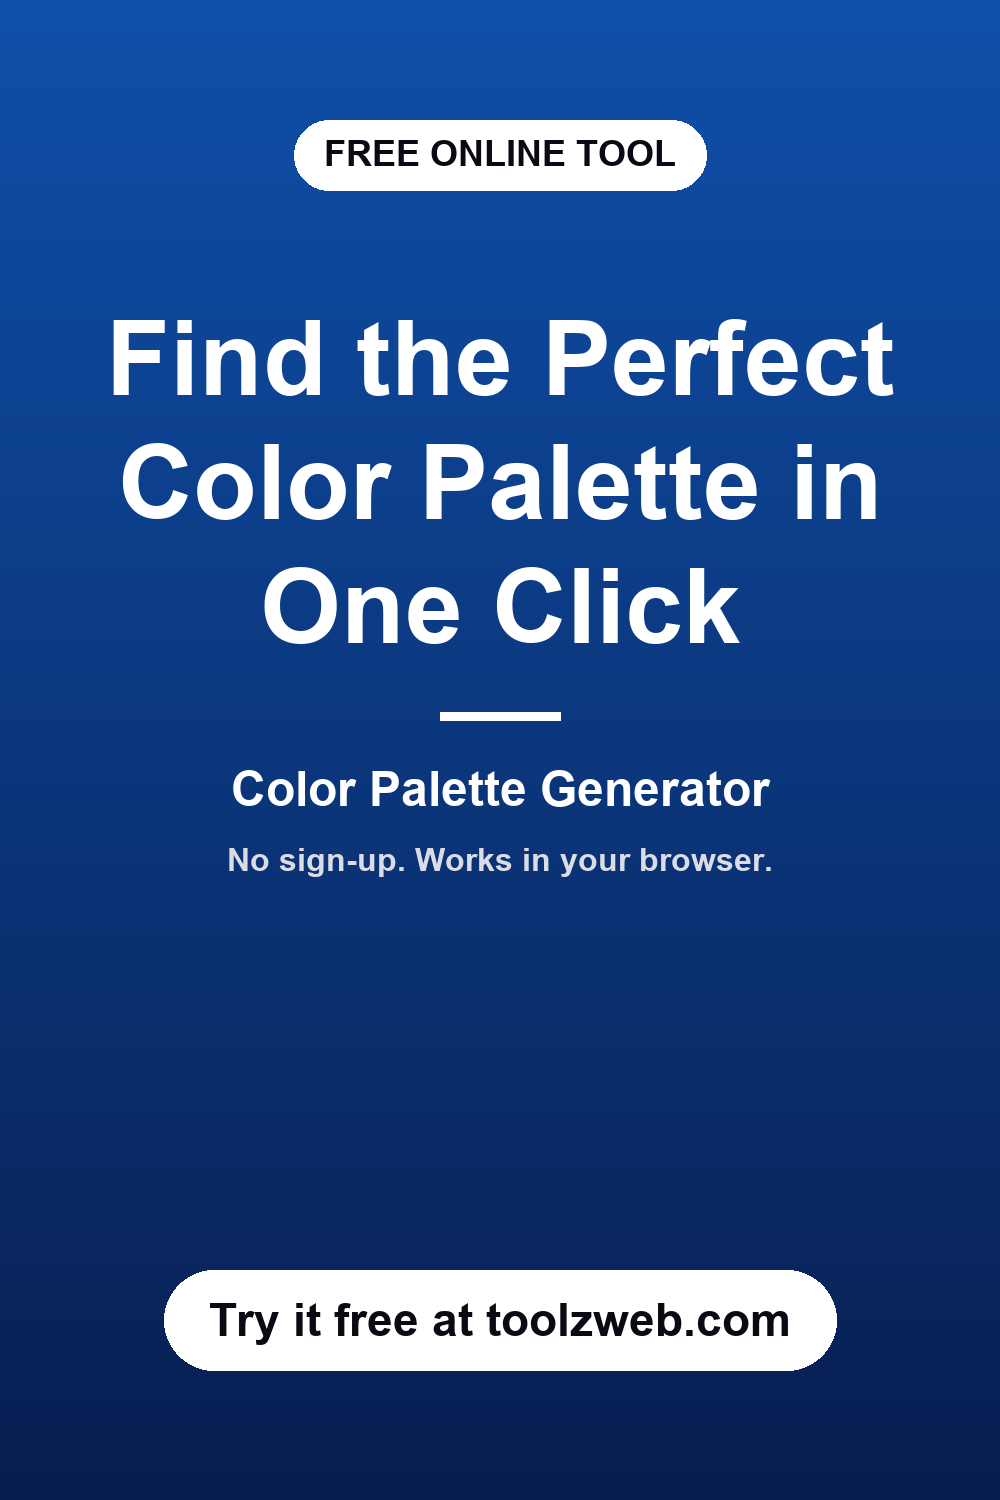 FREE ONLINE TOOL
Find the Perfect
Color Palette in
One Click
Color Palette Generator
No sign-up. Works in your browser.
Try it free at toolzweb.com